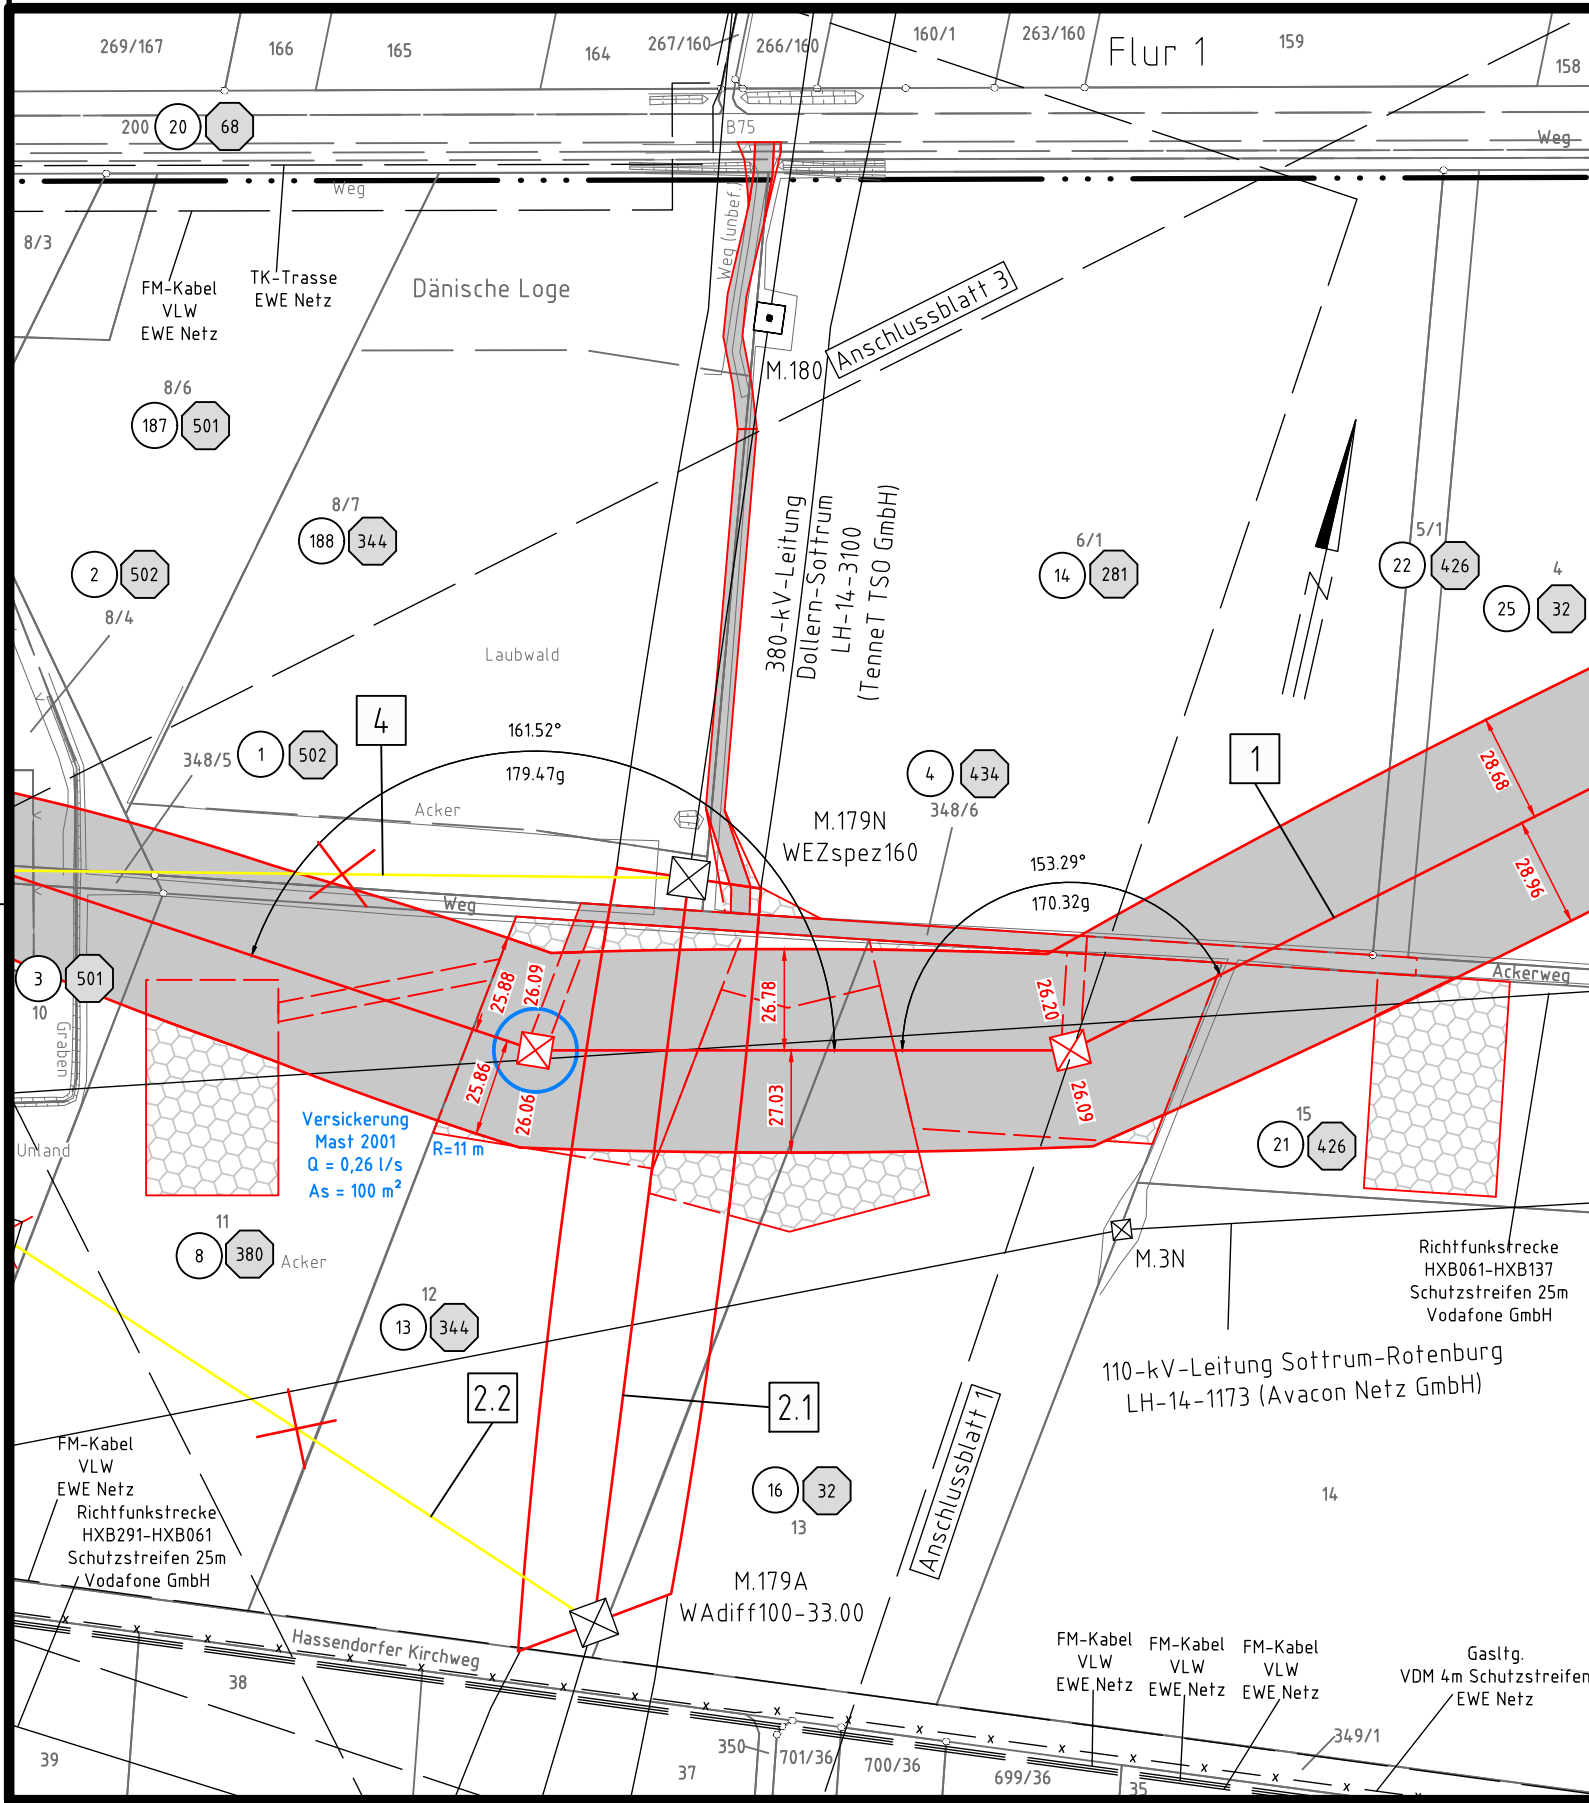 269/167
166
165
164
267/160
266/160
160/1
263/160
Flur 1
159
158
200
20
68
B75
Weg
Weg
Weg (unbef.)
8/3
FM-Kabel
VLW
EWE Netz
TK-Trasse
EWE Netz
Dänische Loge
M.180
Anschlussblatt 3
8/6
187
501
8/7
188
344
2
502
8/4
380-kV-Leitung
Dollern-Sottrum
LH-14-3100
(TenneT TSO GmbH)
6/1
14
281
5/1
22
426
4
25
32
N
Laubwald
4
161.52°
179.47g
348/5
1
502
Acker
M.179N
WEZspez160
4
434
348/6
1
28.68
28.96
153.29°
170.32g
Weg
Ackerweg
3
501
10
Graben
25.88
26.09
26.78
26.20
25.86
26.06
27.03
26.09
Unland
Versickerung
Mast 2001
Q = 0,26 l/s
As = 100 m²
R=11 m
15
21
426
11
8
380
Acker
12
13
344
M.3N
Richtfunkstrecke
HXB061-HXB137
Schutzstreifen 25m
Vodafone GmbH
110-kV-Leitung Sottrum-Rotenburg
LH-14-1173 (Avacon Netz GmbH)
2.2
2.1
Anschlussblatt 1
FM-Kabel
VLW
EWE Netz
Richtfunkstrecke
HXB291-HXB061
Schutzstreifen 25m
Vodafone GmbH
16
32
13
14
M.179A
WAdiff100-33.00
Hassendorfer Kirchweg
FM-Kabel
VLW
EWE Netz
FM-Kabel
VLW
EWE Netz
FM-Kabel
VLW
EWE Netz
Gasltg.
VDM 4m Schutzstreifen
EWE Netz
38
39
350
37
701/36
700/36
699/36
35
349/1